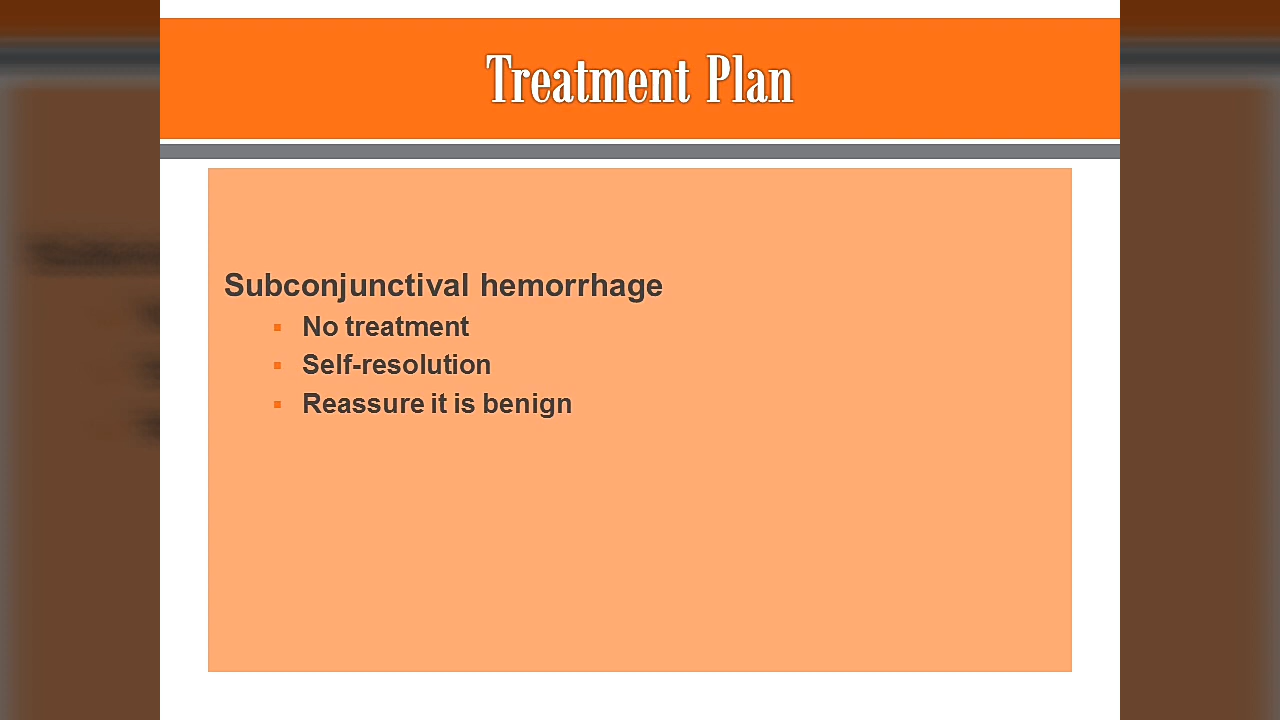 Treatment Plan
Subconjunctival hemorrhage
No treatment
Self-resolution
Reassure it is benign